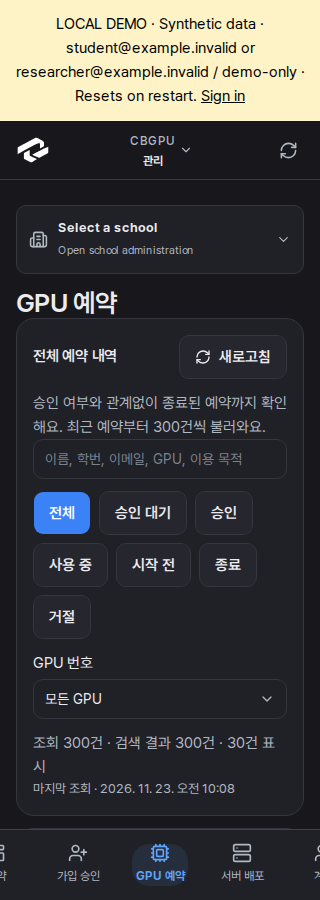 LOCAL DEMO · Synthetic data ·
student@example.invalid or
researcher@example.invalid / demo-only ·
Resets on restart. Sign in
CBGPU
관리
Select a school
Open school administration
GPU 예약
전체 예약 내역
새로고침
승인 여부와 관계없이 종료된 예약까지 확인
해요. 최근 예약부터 300건씩 불러와요.
이름, 학번, 이메일, GPU, 이용 목적
전체
승인 대기
승인
사용 중
시작 전
종료
거절
GPU 번호
모든 GPU
조회 300건 · 검색 결과 300건 · 30건 표
시
마지막 조회 · 2026. 11. 23. 오전 10:08
약
가입 승인
GPU 예약
서버 배포